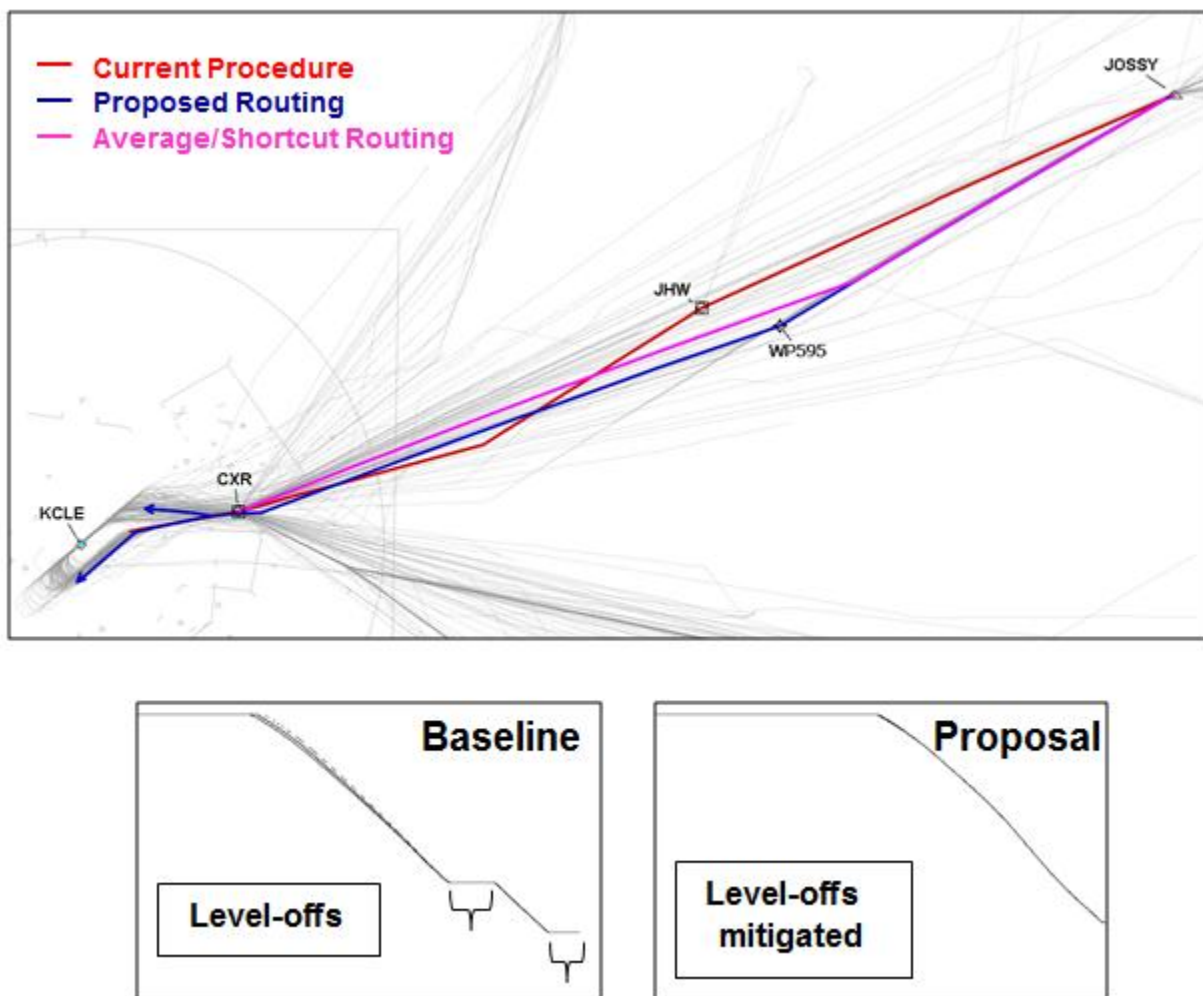 Current Procedure
Proposed Routing
Average/Shortcut Routing
JOSSY
JHW
WP595
CXR
KCLE
Baseline
Level-offs
Proposal
Level-offs
mitigated